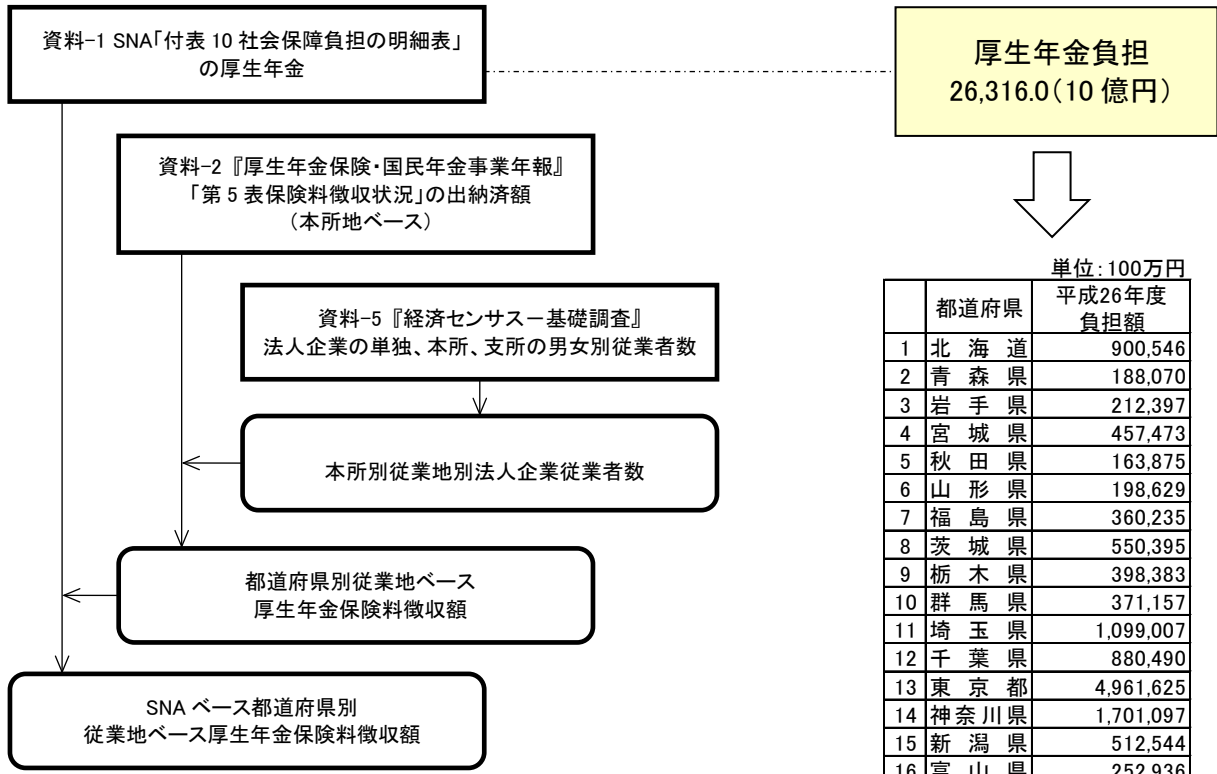 資料-1 SNA「付表 10 社会保障負担の明細表」
の厚生年金
厚生年金負担
26,316.0(10 億円)
資料-2『厚生年金保険・国民年金事業年報』
「第 5 表保険料徴収状況」の出納済額
(本所地ベース)
資料-5『経済センサス－基礎調査』
法人企業の単独、本所、支所の男女別従業者数
本所別従業地別法人企業従業者数
都道府県別従業地ベース
厚生年金保険料徴収額
SNA ベース都道府県別
従業地ベース厚生年金保険料徴収額
単位:100万円
都道府県 平成26年度
負担額
1 北海道 900,546
2 青森県 188,070
3 岩手県 212,397
4 宮城県 457,473
5 秋田県 163,875
6 山形県 198,629
7 福島県 360,235
8 茨城県 550,395
9 栃木県 398,383
10 群馬県 371,157
11 埼玉県 1,099,007
12 千葉県 880,490
13 東京都 4,961,625
14 神奈川県 1,701,097
15 新潟県 512,544
16 富山県 252,936